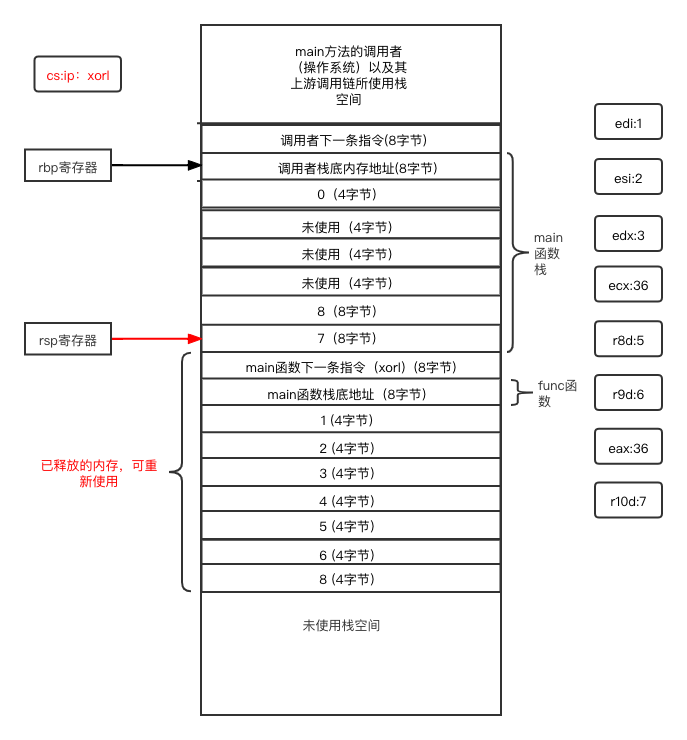 main方法的调用者
（操作系统）以及其
上游调用链所使用栈
空间
cs:ip：xorl
edi:1
调用者下一条指令(8字节)
rbp寄存器
调用者栈底内存地址(8字节)
esi:2
0（4字节)
未使用（4字节)
edx:3
main
函数
栈
未使用（4字节)
未使用（4字节)
ecx:36
8（8字节)
rsp寄存器
7（8字节)
r8d:5
main函数下一条指令（xorl)（8字节)
main函数栈底地址（8字节)
func函
数
r9d:6
1 (4字节)
2 (4字节)
eax:36
已释放的内存，可重
新使用
3 (4字节)
4 (4字节)
r10d:7
5 (4字节)
6 (4字节)
8 (4字节)
未使用栈空间